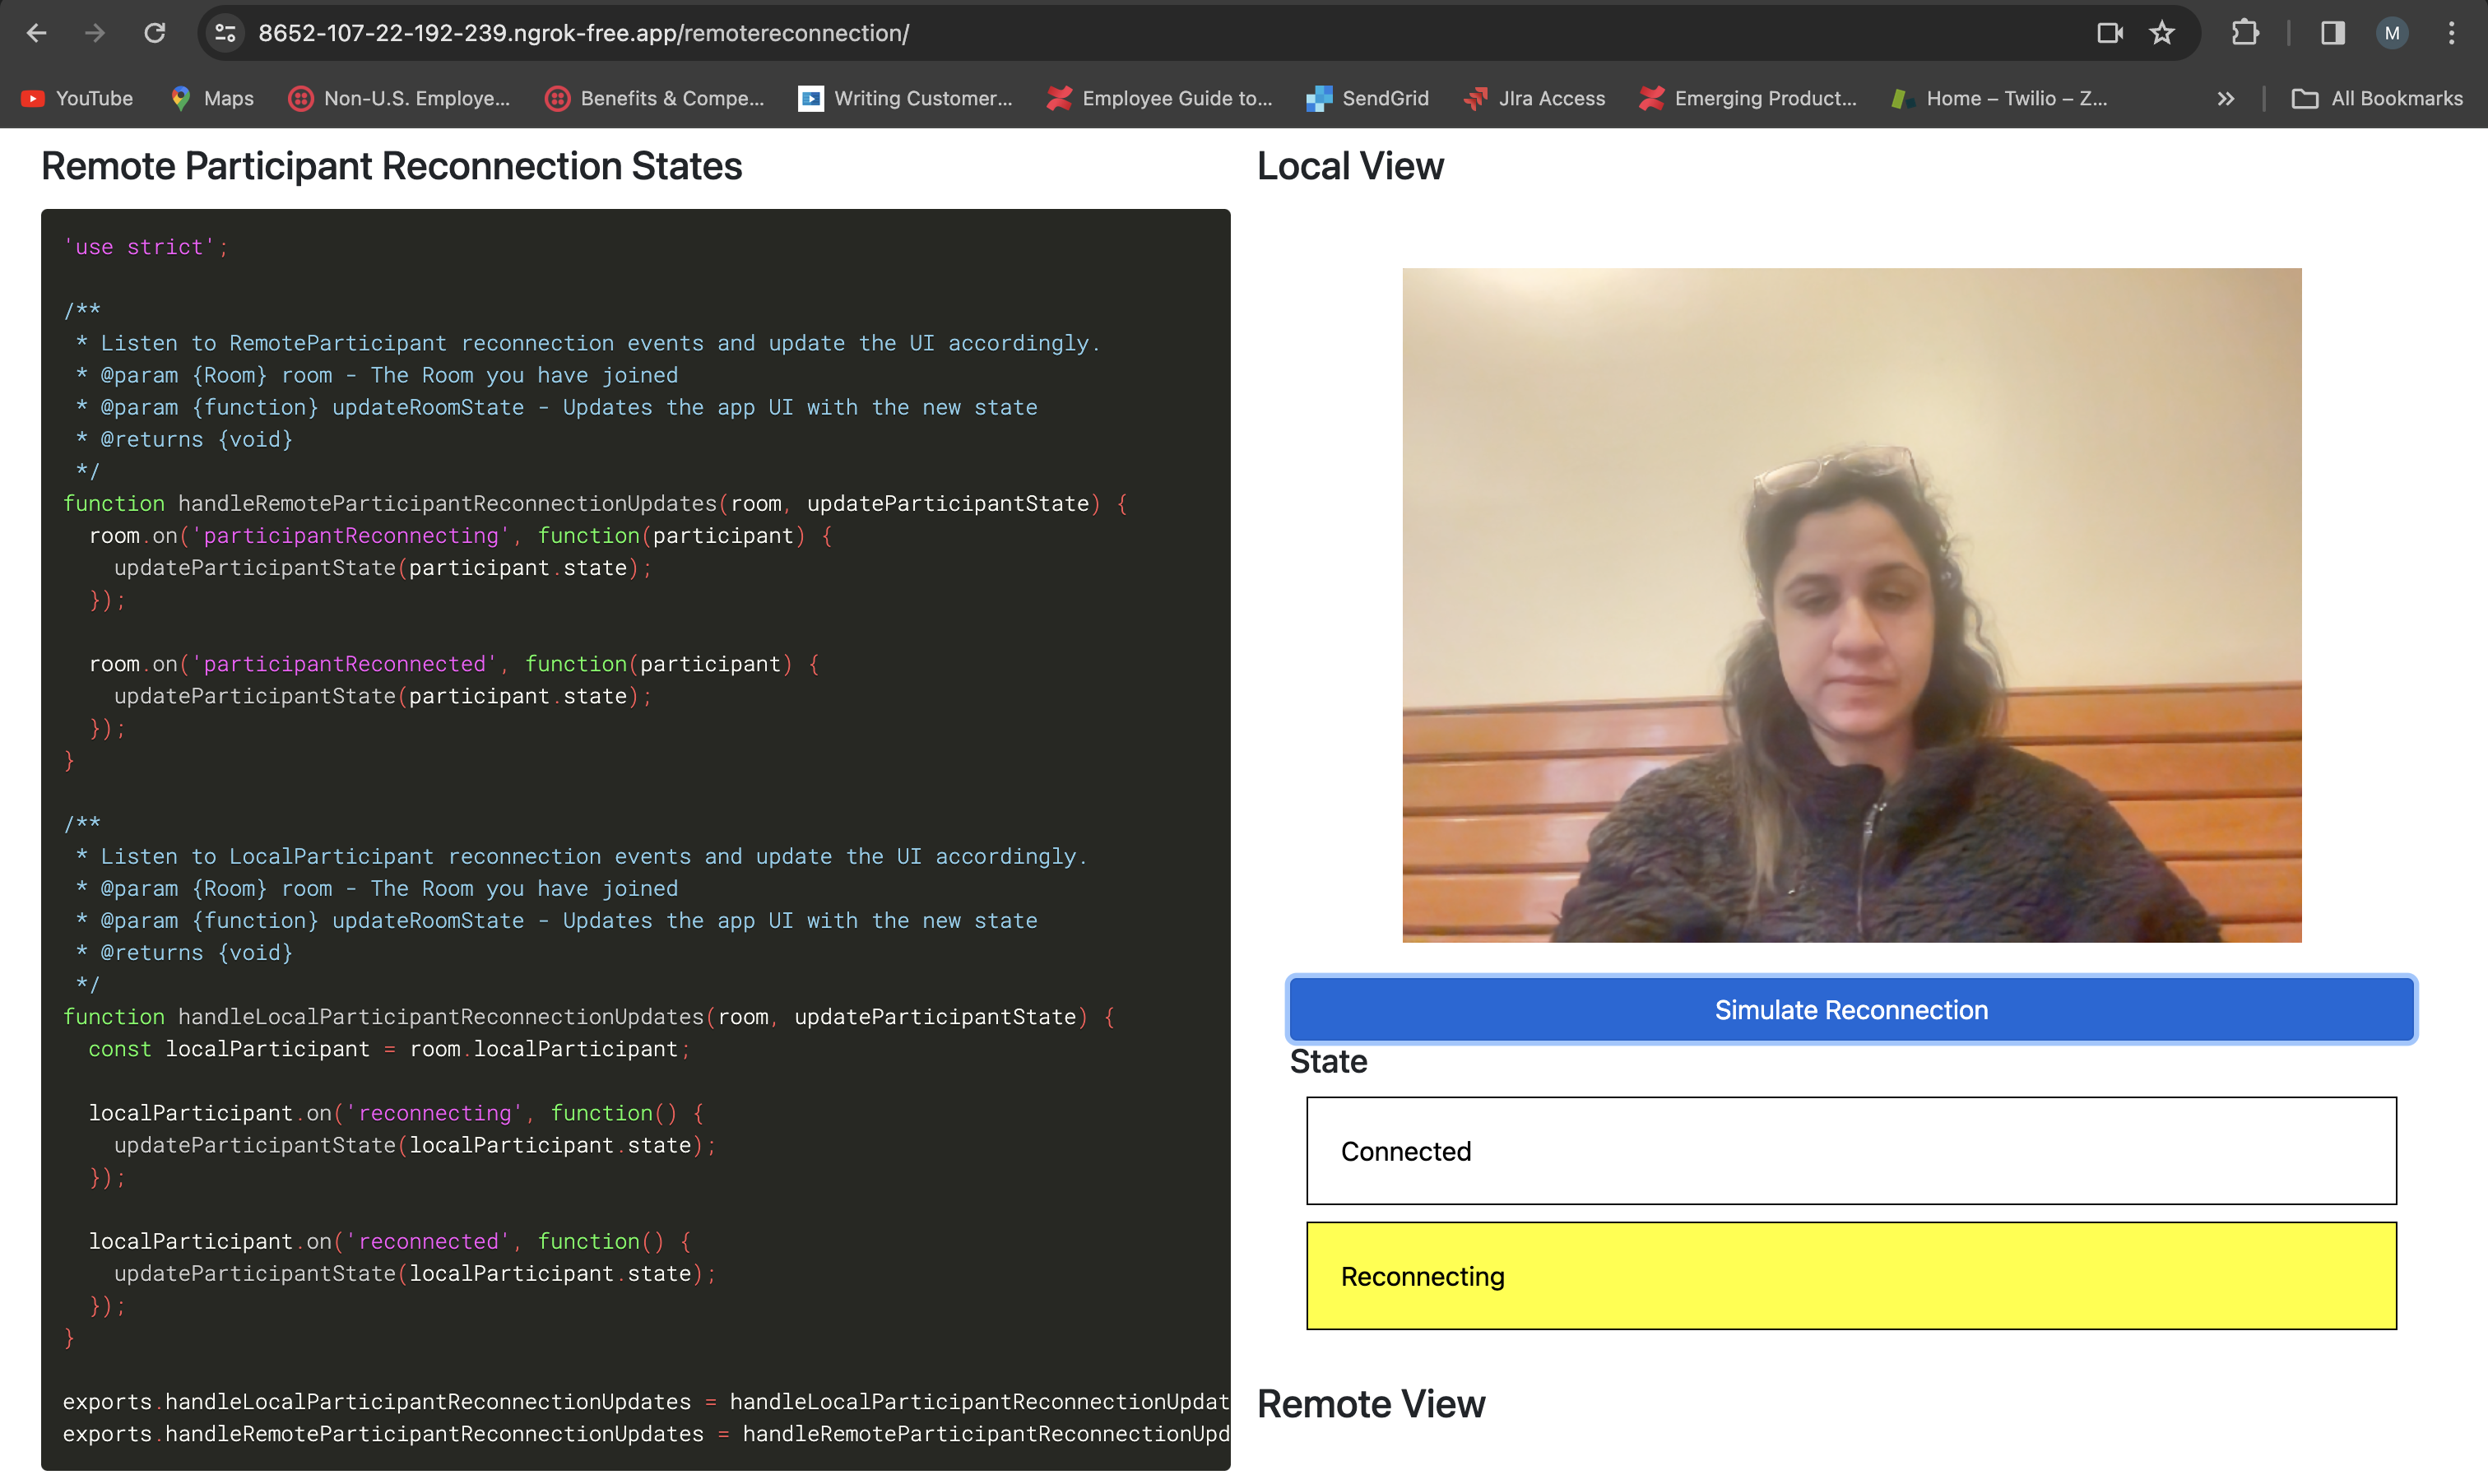 8652-107-22-192-239.ngrok-free.app/remotereconnection/
M
YouTube
Maps
Non-U.S. Employe...
Benefits & Compe...
Writing Customer...
Employee Guide to...
SendGrid
JIra Access
Emerging Product...
Home – Twilio – Z...
All Bookmarks
Remote Participant Reconnection States
'use strict';
/**
 * Listen to RemoteParticipant reconnection events and update the UI accordingly.
 * @param {Room} room - The Room you have joined
 * @param {function} updateRoomState - Updates the app UI with the new state
 * @returns {void}
 */
function handleRemoteParticipantReconnectionUpdates(room, updateParticipantState) {
  room.on('participantReconnecting', function(participant) {
    updateParticipantState(participant.state);
  });
  room.on('participantReconnected', function(participant) {
    updateParticipantState(participant.state);
  });
}
/**
 * Listen to LocalParticipant reconnection events and update the UI accordingly.
 * @param {Room} room - The Room you have joined
 * @param {function} updateRoomState - Updates the app UI with the new state
 * @returns {void}
 */
function handleLocalParticipantReconnectionUpdates(room, updateParticipantState) {
  const localParticipant = room.localParticipant;
  localParticipant.on('reconnecting', function() {
    updateParticipantState(localParticipant.state);
  });
  localParticipant.on('reconnected', function() {
    updateParticipantState(localParticipant.state);
  });
}
exports.handleLocalParticipantReconnectionUpdates = handleLocalParticipantReconnectionUpdat
exports.handleRemoteParticipantReconnectionUpdates = handleRemoteParticipantReconnectionUpd
Local View
Simulate Reconnection
State
Connected
Reconnecting
Remote View